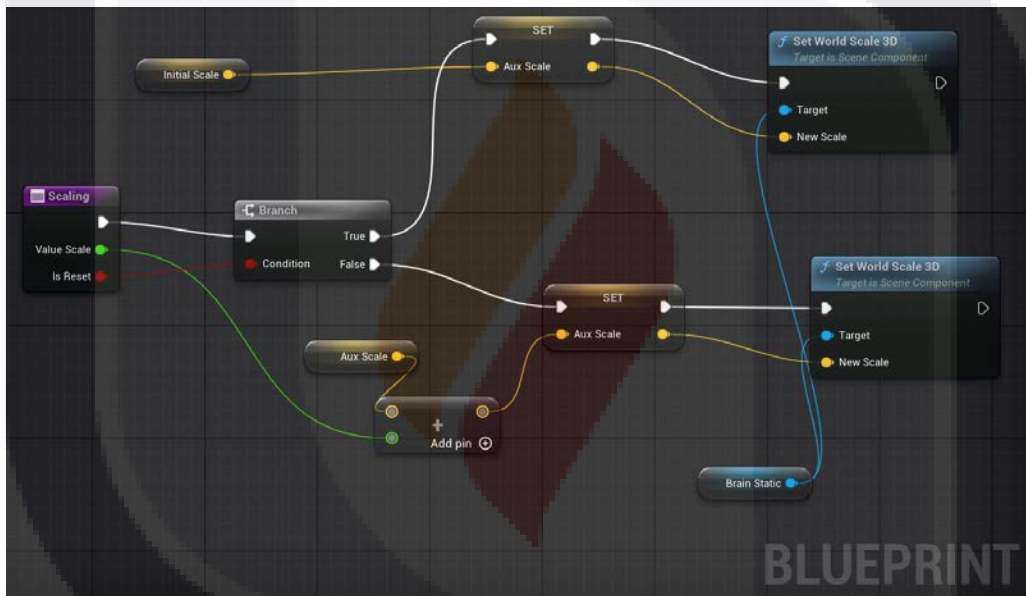 SET
Aux Scale
Initial Scale
Set World Scale 3D
Target is Scene Component
Target
New Scale
Scaling
Value Scale
Is Reset
Branch
True
Condition
False
Set World Scale 3D
Target is Scene Component
Target
New Scale
SET
Aux Scale
Aux Scale
+
Add pin
Brain Static
BLUEPRINT